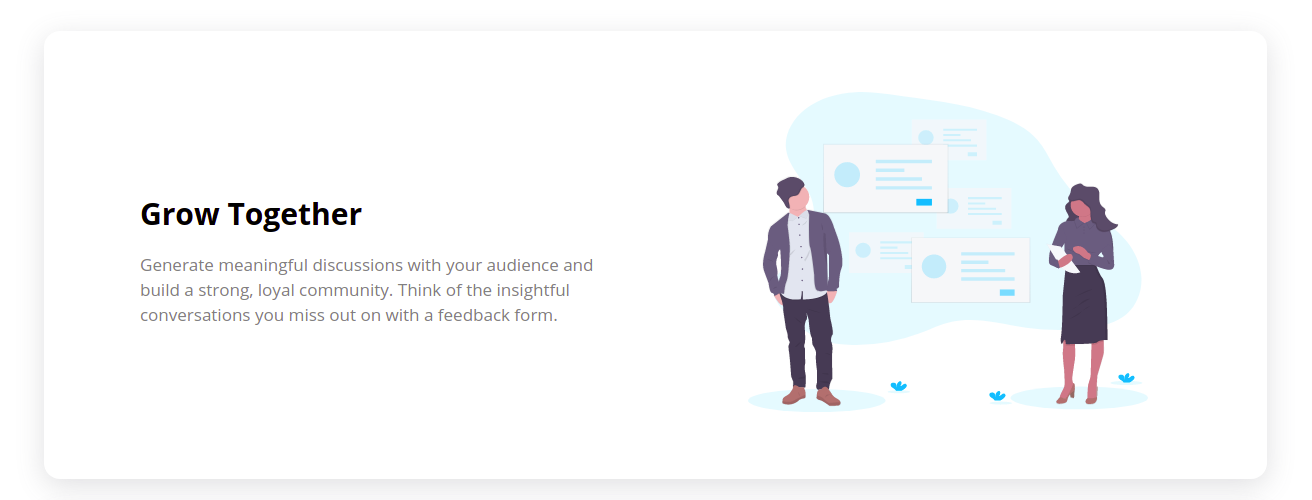 Grow Together
Generate meaningful discussions with your audience and
build a strong, loyal community. Think of the insightful
conversations you miss out on with a feedback form.